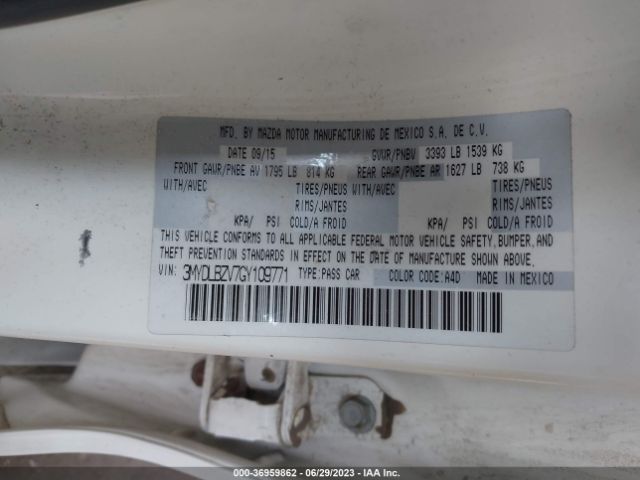 MFD. BY MAZDA MOTOR MANUFACTURING DE MEXICO S.A. DE C.V.
DATE 09/15 GVWR/PNBV 3393 LB 1539 KG
FRONT GAWR/PNBE AV 1795 LB 814 KG REAR GAWR/PNBE AR 1627 LB 738 KG
WITH/AVEC TIRES/PNEUS WITH/AVEC TIRES/PNEUS
RIMS/JANTES RIMS/JANTES
KPA/ PSI COLD/A FROID KPA/ PSI COLD/A FROID
THIS VEHICLE CONFORMS TO ALL APPLICABLE FEDERAL MOTOR VEHICLE SAFETY, BUMPER, AND
THEFT PREVENTION STANDARDS IN EFFECT ON THE DATE OF MANUFACTURE SHOWN ABOVE.
VIN: 3MYDLBZV7GY109771 TYPE:PASS CAR COLOR CODE:A4D MADE IN MEXICO
000-36959862 - 06/29/2023 - IAA Inc.